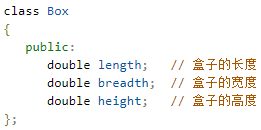 class Box
{
   public:
      double length;   // 盒子的长度
      double breadth;  // 盒子的宽度
      double height;   // 盒子的高度
};